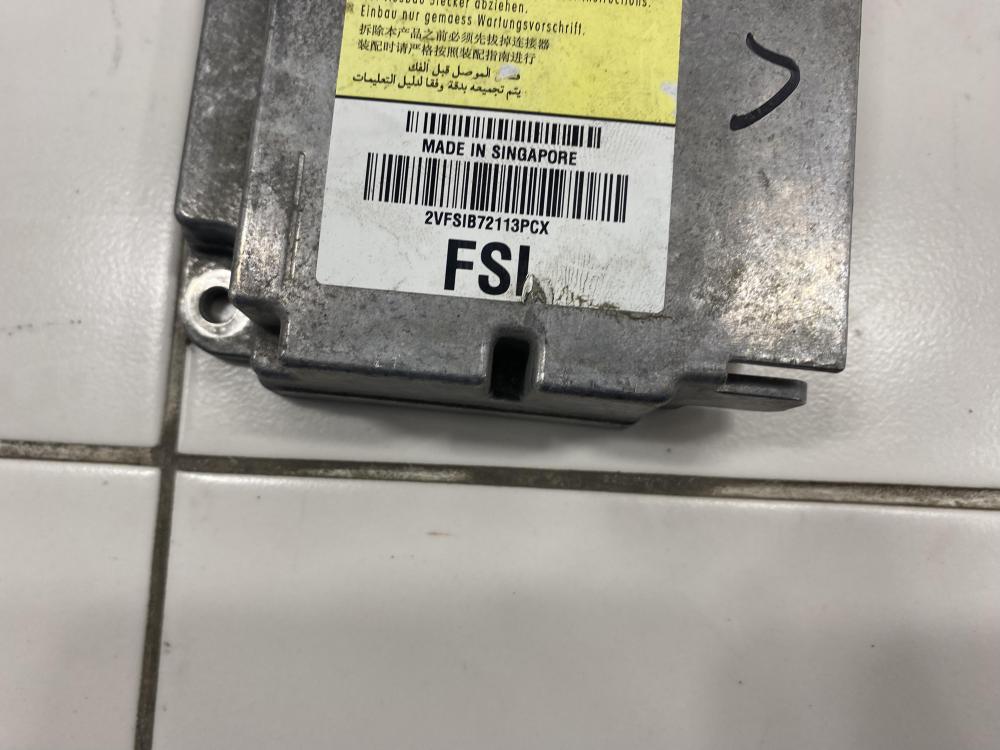 Stecker abziehen.
Einbau nur gemaess Wartungsvorschrift.
拆除本产品之前必须先拔掉连接器
装配时请严格按照装配指南进行
الموصل قبل الفك
يتم تجميعه بدقة وفقا لدليل التعليمات
MADE IN SINGAPORE
2VFSIB72113PCX
FSI